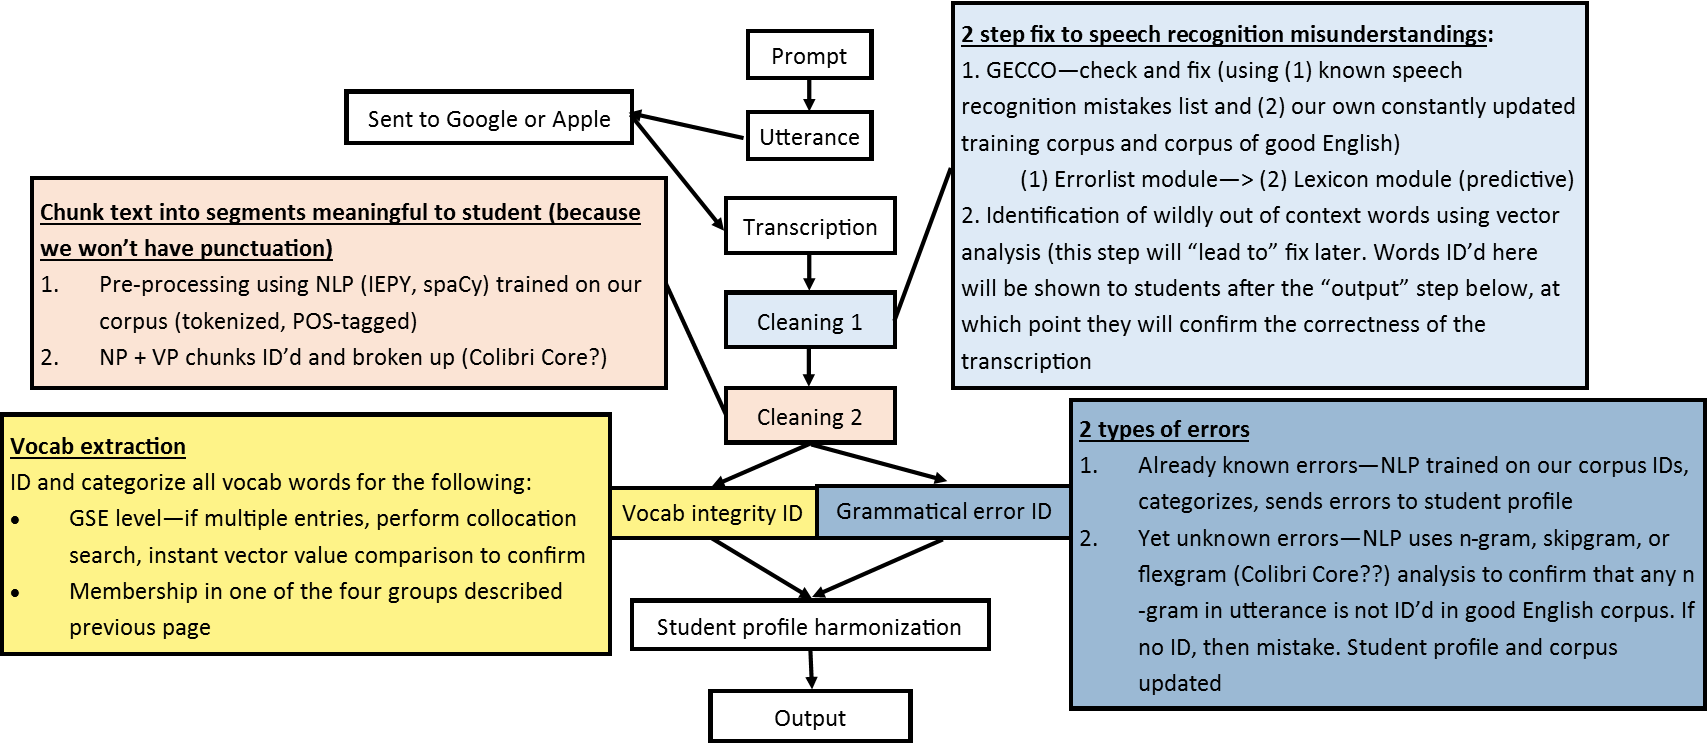 Prompt
Utterance
Sent to Google or Apple
Transcription
Cleaning 1
Cleaning 2
Vocab integrity ID
Grammatical error ID
Student profile harmonization
Output
2 step fix to speech recognition misunderstandings:
1. GECCO—check and fix (using (1) known speech
recognition mistakes list and (2) our own constantly updated
training corpus and corpus of good English)
(1) Errorlist module—> (2) Lexicon module (predictive)
2. Identification of wildly out of context words using vector
analysis (this step will “lead to” fix later. Words ID’d here
will be shown to students after the “output” step below, at
which point they will confirm the correctness of the
transcription
Chunk text into segments meaningful to student (because
we won’t have punctuation)
1. Pre-processing using NLP (IEPY, spaCy) trained on our
corpus (tokenized, POS-tagged)
2. NP + VP chunks ID’d and broken up (Colibri Core?)
Vocab extraction
ID and categorize all vocab words for the following:
• GSE level—if multiple entries, perform collocation
search, instant vector value comparison to confirm
• Membership in one of the four groups described
previous page
2 types of errors
1. Already known errors—NLP trained on our corpus IDs,
categorizes, sends errors to student profile
2. Yet unknown errors—NLP uses n-gram, skipgram, or
flexgram (Colibri Core??) analysis to confirm that any n
-gram in utterance is not ID’d in good English corpus. If
no ID, then mistake. Student profile and corpus
updated